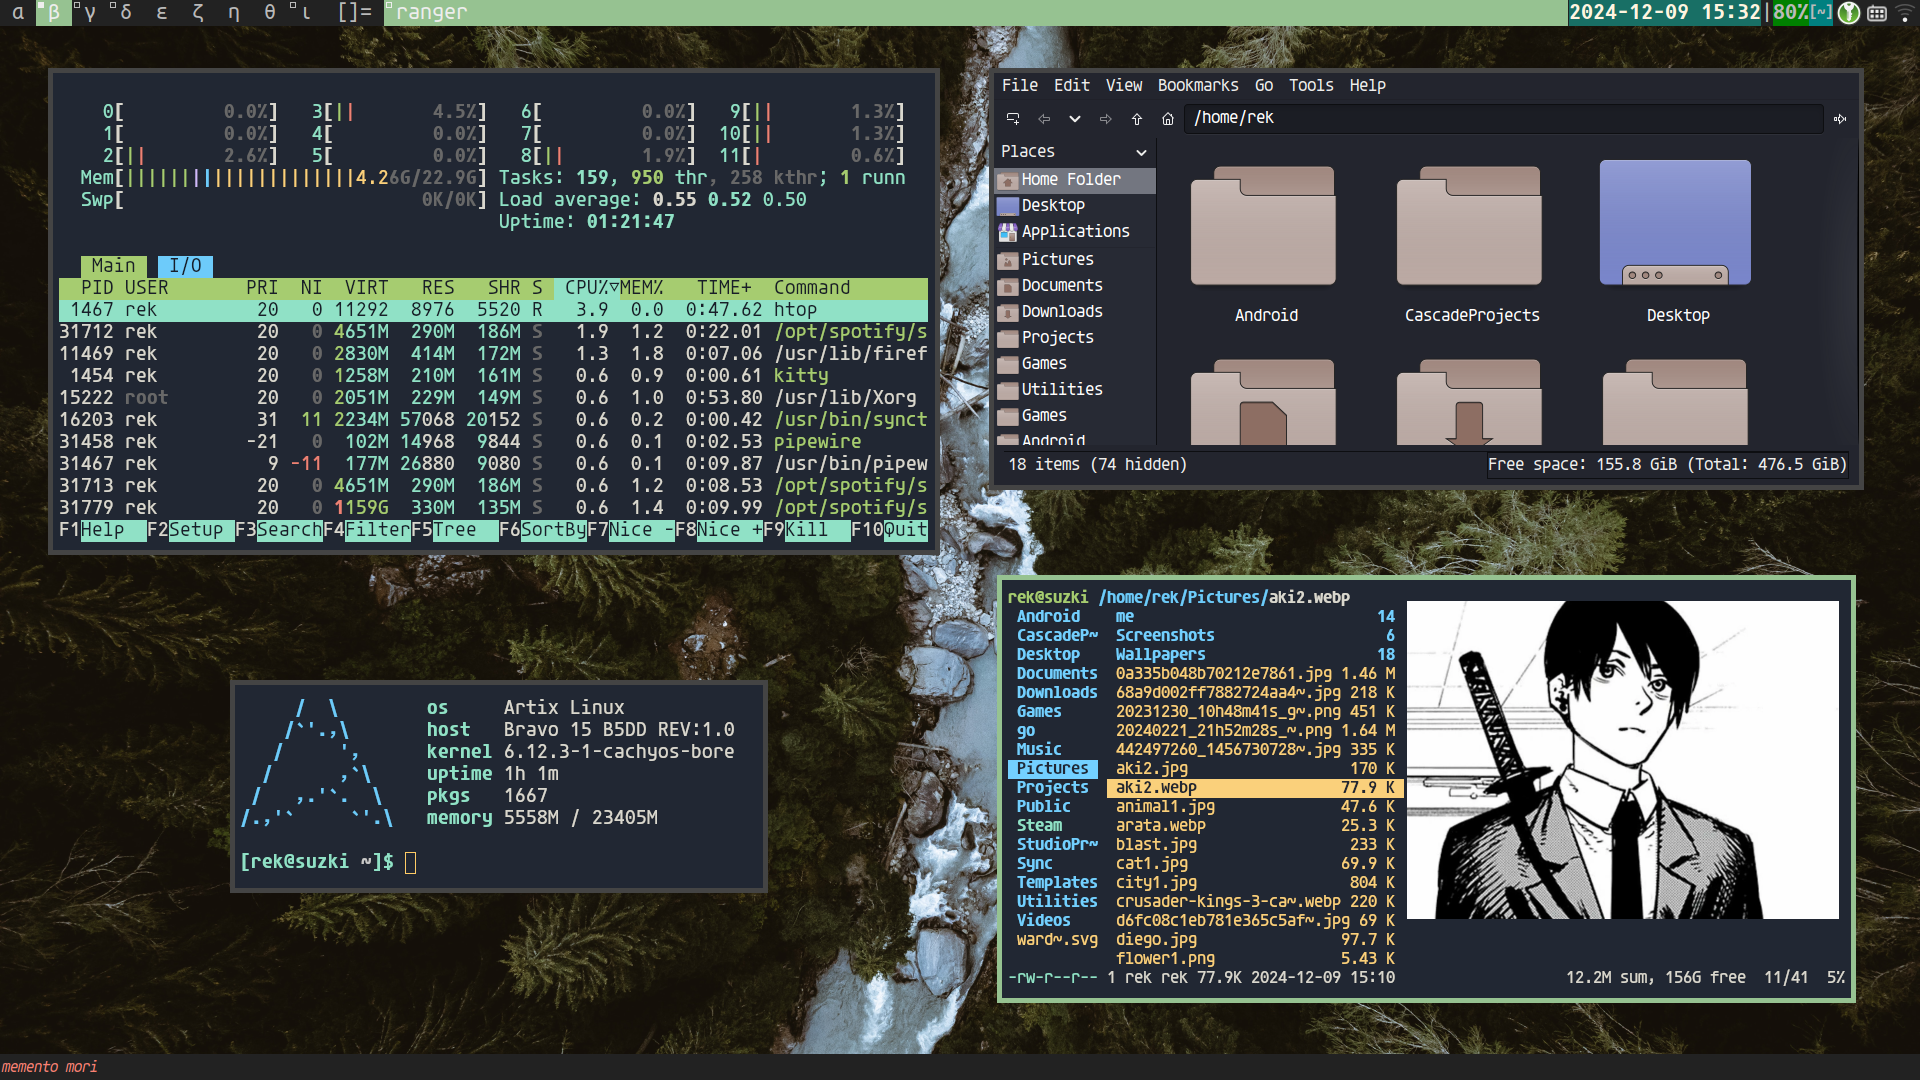 α β γ δ ε ζ η θ ι []= ranger 2024-12-09 15:32|80%[~]
0[ 0.0%] 3[|| 4.5%] 6[ 0.0%] 9[|| 1.3%]
1[ 0.0%] 4[ 0.0%] 7[ 0.0%] 10[|| 1.3%]
2[|| 2.6%] 5[ 0.0%] 8[|| 1.9%] 11[| 0.6%]
Mem[|||||||||||||||||||||4.26G/22.9G] Tasks: 159, 950 thr, 258 kthr; 1 runn
Swp[ 0K/0K] Load average: 0.55 0.52 0.50
Uptime: 01:21:47
Main I/O
PID USER PRI NI VIRT RES SHR S CPU%▽MEM% TIME+ Command
1467 rek 20 0 11292 8976 5520 R 3.9 0.0 0:47.62 htop
31712 rek 20 0 4651M 290M 186M S 1.9 1.2 0:22.01 /opt/spotify/s
11469 rek 20 0 2830M 414M 172M S 1.3 1.8 0:07.06 /usr/lib/firef
1454 rek 20 0 1258M 210M 161M S 0.6 0.9 0:00.61 kitty
15222 root 20 0 2051M 229M 149M S 0.6 1.0 0:53.80 /usr/lib/Xorg
16203 rek 31 11 2234M 57068 20152 S 0.6 0.2 0:00.42 /usr/bin/synct
31458 rek -21 0 102M 14968 9844 S 0.6 0.1 0:02.53 pipewire
31467 rek 9 -11 177M 26880 9080 S 0.6 0.1 0:09.87 /usr/bin/pipew
31713 rek 20 0 4651M 290M 186M S 0.6 1.2 0:08.53 /opt/spotify/s
31779 rek 20 0 1159G 330M 135M S 0.6 1.4 0:09.99 /opt/spotify/s
F1Help F2Setup F3SearchF4FilterF5Tree F6SortByF7Nice -F8Nice +F9Kill F10Quit
File Edit View Bookmarks Go Tools Help
/home/rek
Places
Home Folder
Desktop
Applications
Pictures
Documents
Downloads
Projects
Games
Utilities
Games
Android
Android CascadeProjects Desktop
18 items (74 hidden) Free space: 155.8 GiB (Total: 476.5 GiB)
os Artix Linux
host Bravo 15 B5DD REV:1.0
kernel 6.12.3-1-cachyos-bore
uptime 1h 1m
pkgs 1667
memory 5558M / 23405M
[rek@suzki ~]$
rek@suzki /home/rek/Pictures/aki2.webp
Android me 14
CascadeP~ Screenshots 6
Desktop Wallpapers 18
Documents 0a335b048b70212e7861.jpg 1.46 M
Downloads 68a9d002ff7882724aa4~.jpg 218 K
Games 20231230_10h48m41s_g~.png 451 K
go 20240221_21h52m28s_~.png 1.64 M
Music 442497260_1456730728~.jpg 335 K
Pictures aki2.jpg 170 K
Projects aki2.webp 77.9 K
Public animal1.jpg 47.6 K
Steam arata.webp 25.3 K
StudioPr~ blast.jpg 233 K
Sync cat1.jpg 69.9 K
Templates city1.jpg 804 K
Utilities crusader-kings-3-ca~.webp 220 K
Videos d6fc08c1eb781e365c5af~.jpg 69 K
ward~.svg diego.jpg 97.7 K
flower1.png 5.43 K
-rw-r--r-- 1 rek rek 77.9K 2024-12-09 15:10 12.2M sum, 156G free 11/41 5%
memento mori